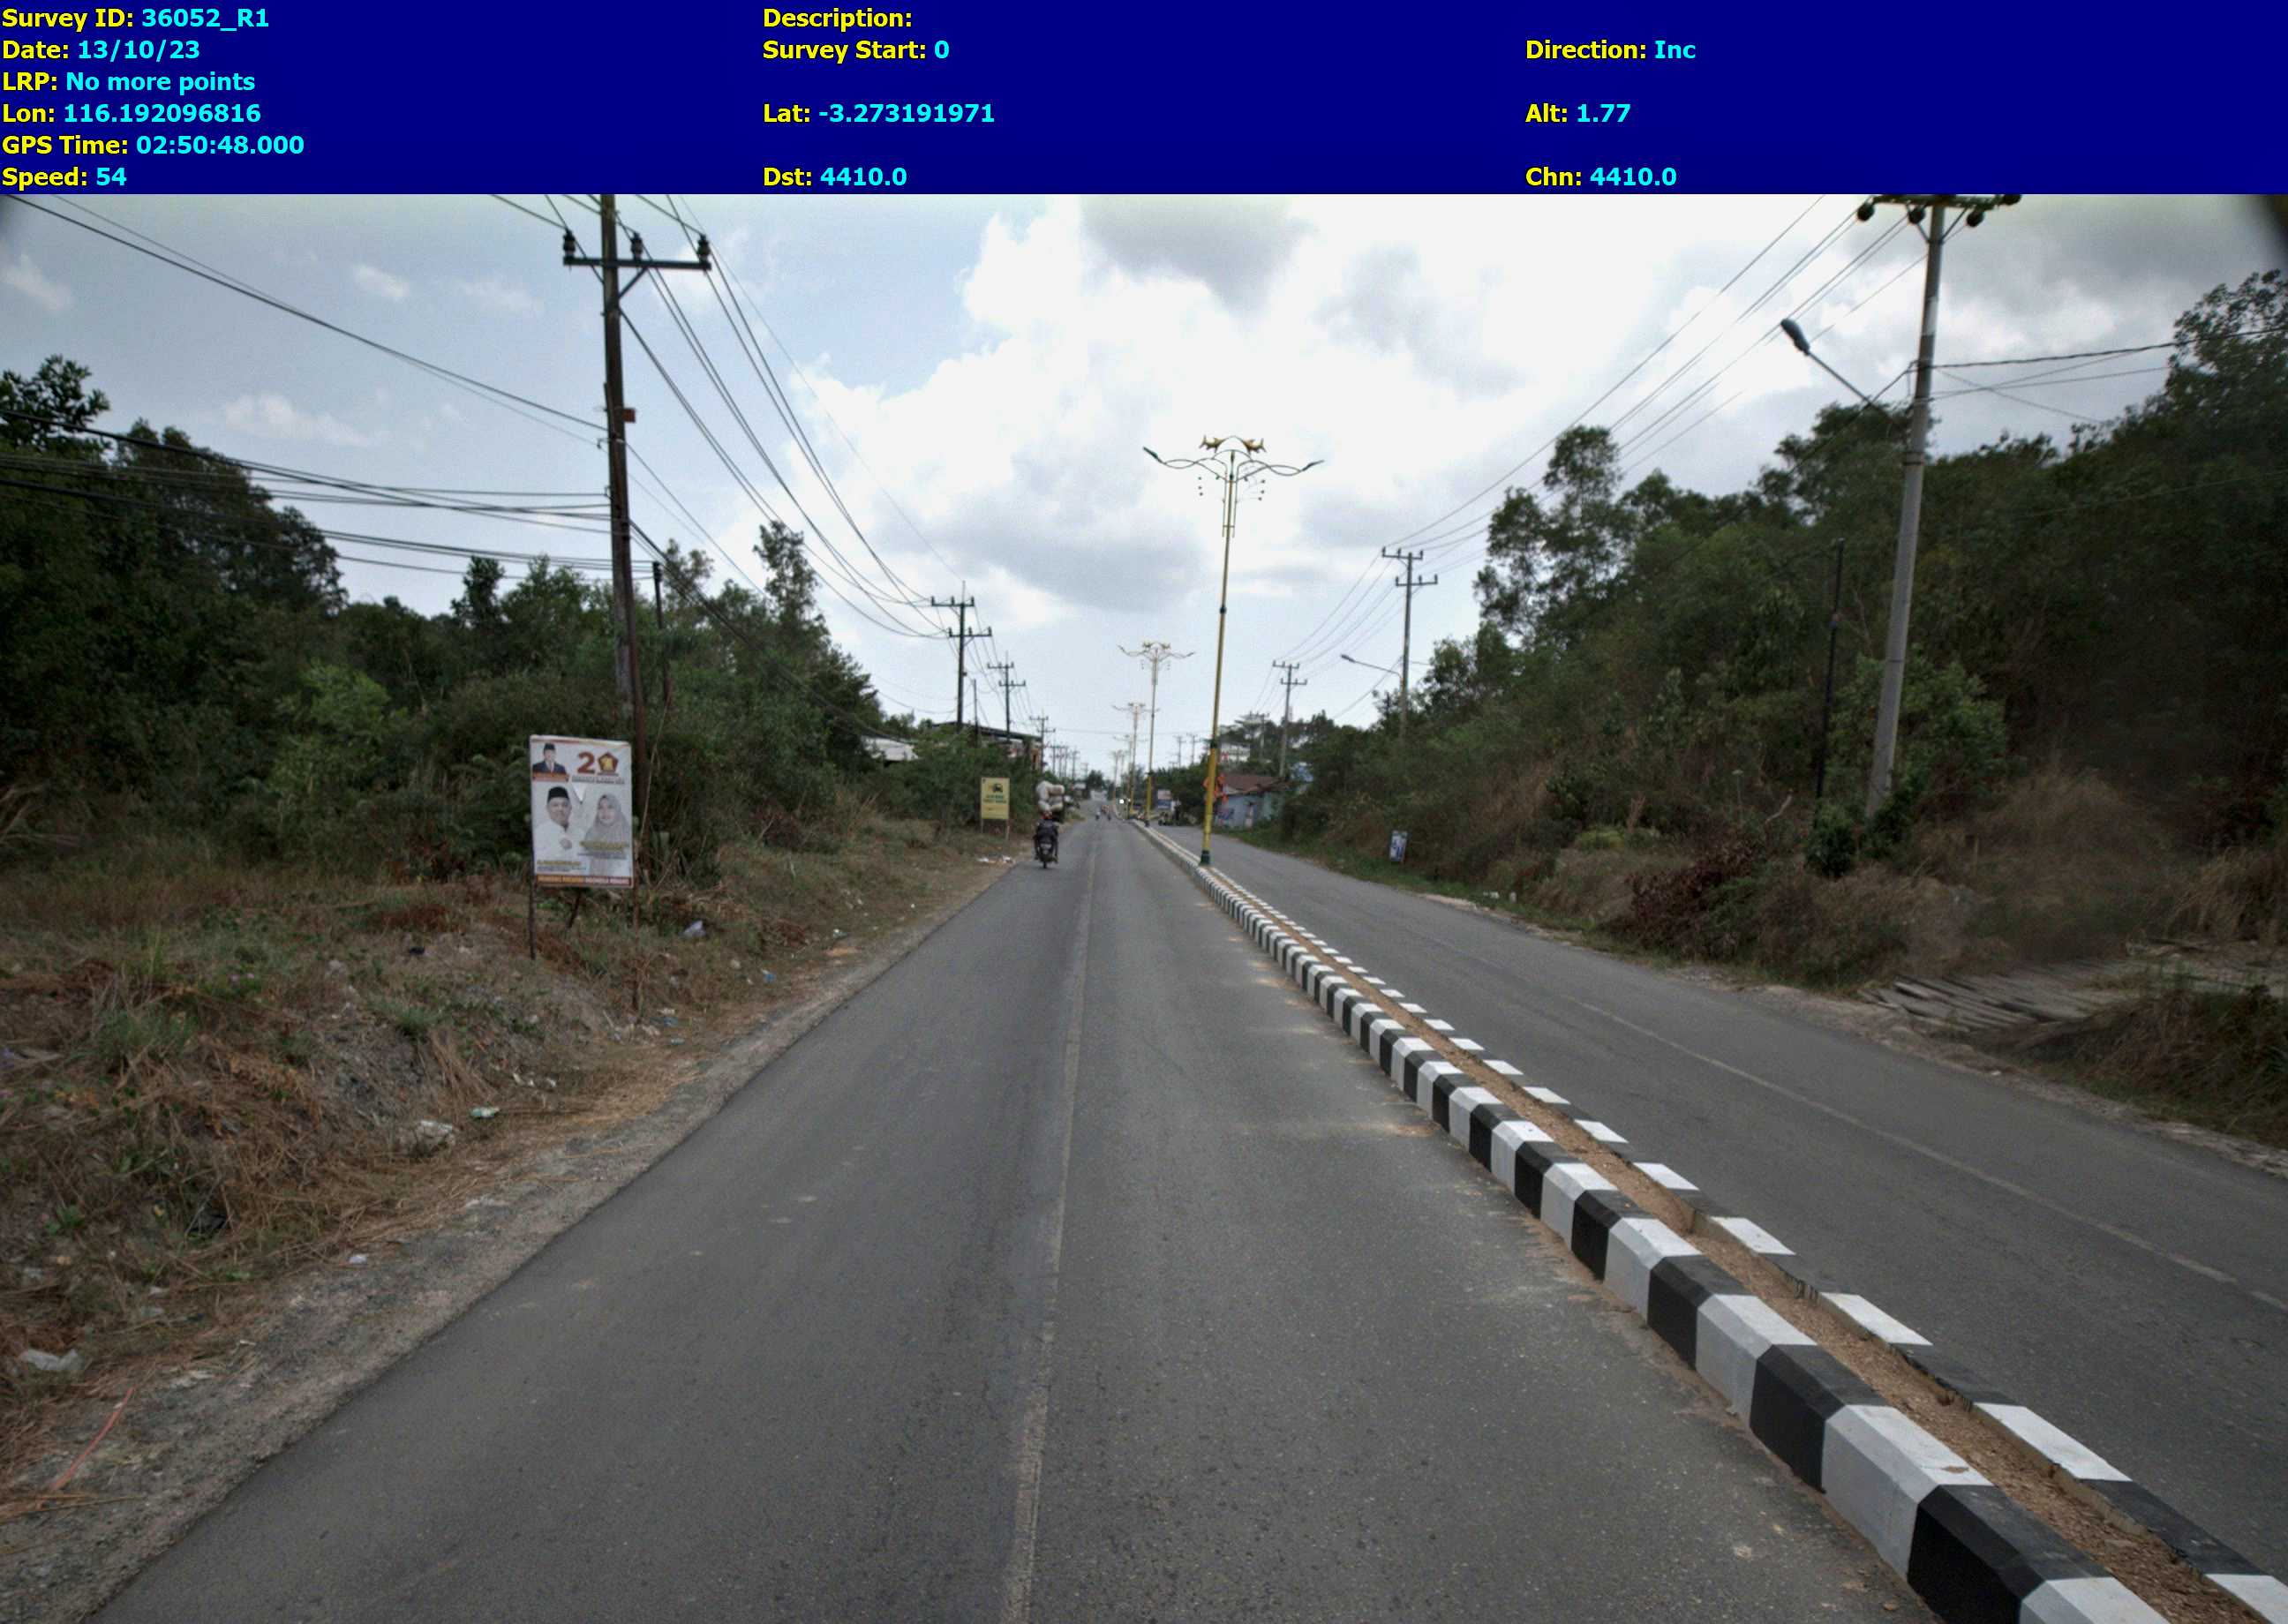 Survey ID: 36052_R1
Description:
Date: 13/10/23
Survey Start: 0
Direction: Inc
LRP: No more points
Lon: 116.192096816
Lat: -3.273191971
Alt: 1.77
GPS Time: 02:50:48.000
Speed: 54
Dst: 4410.0
Chn: 4410.0
2